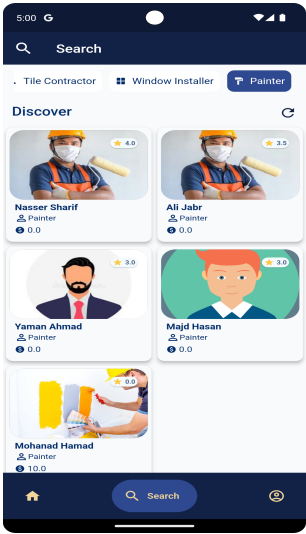 5:00 G
Search
Tile Contractor
Window Installer
Painter
Discover
4.0
Nasser Sharif
Painter
0.0
3.5
Ali Jabr
Painter
0.0
3.0
Yaman Ahmad
Painter
0.0
3.0
Majd Hasan
Painter
0.0
0.0
Mohanad Hamad
Painter
10.0
Search